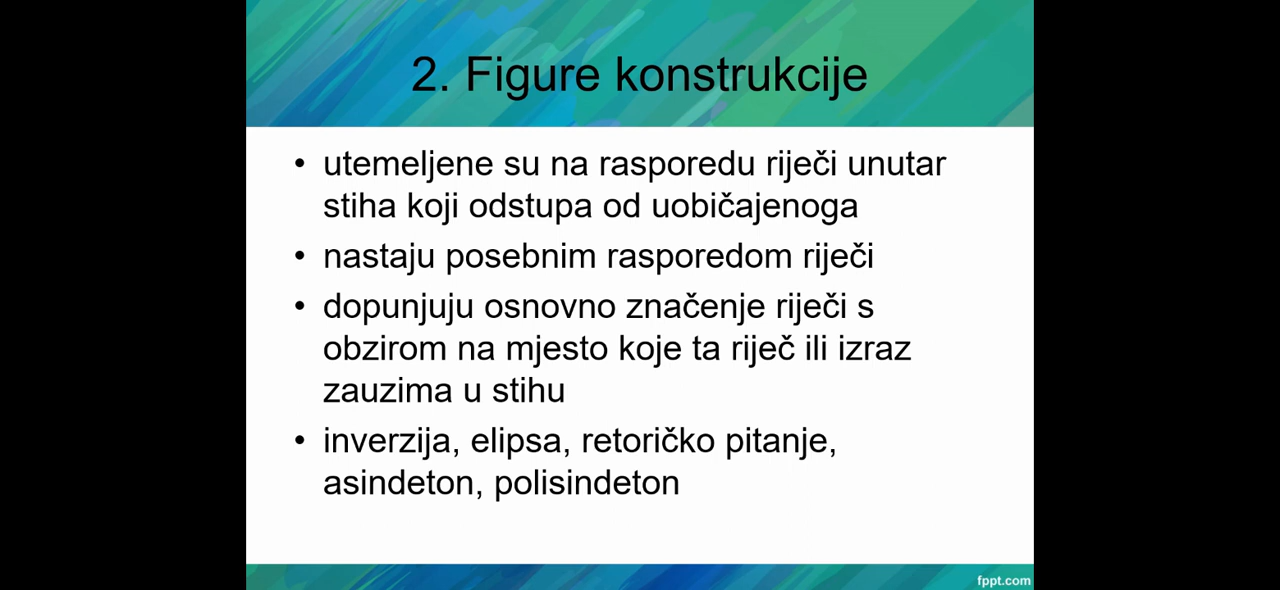 2. Figure konstrukcije
• utemeljene su na rasporedu riječi unutar
stiha koji odstupa od uobičajenoga
• nastaju posebnim rasporedom riječi
• dopunjuju osnovno značenje riječi s
obzirom na mjesto koje ta riječ ili izraz
zauzima u stihu
• inverzija, elipsa, retoričko pitanje,
asindeton, polisindeton
fppt.com